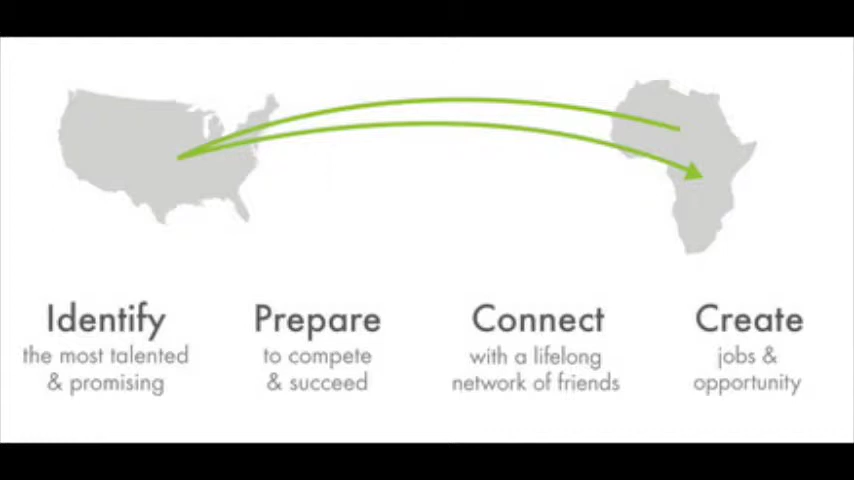 Identify
the most talented
& promising
Prepare
to compete
& succeed
Connect
with a lifelong
network of friends
Create
jobs &
opportunity